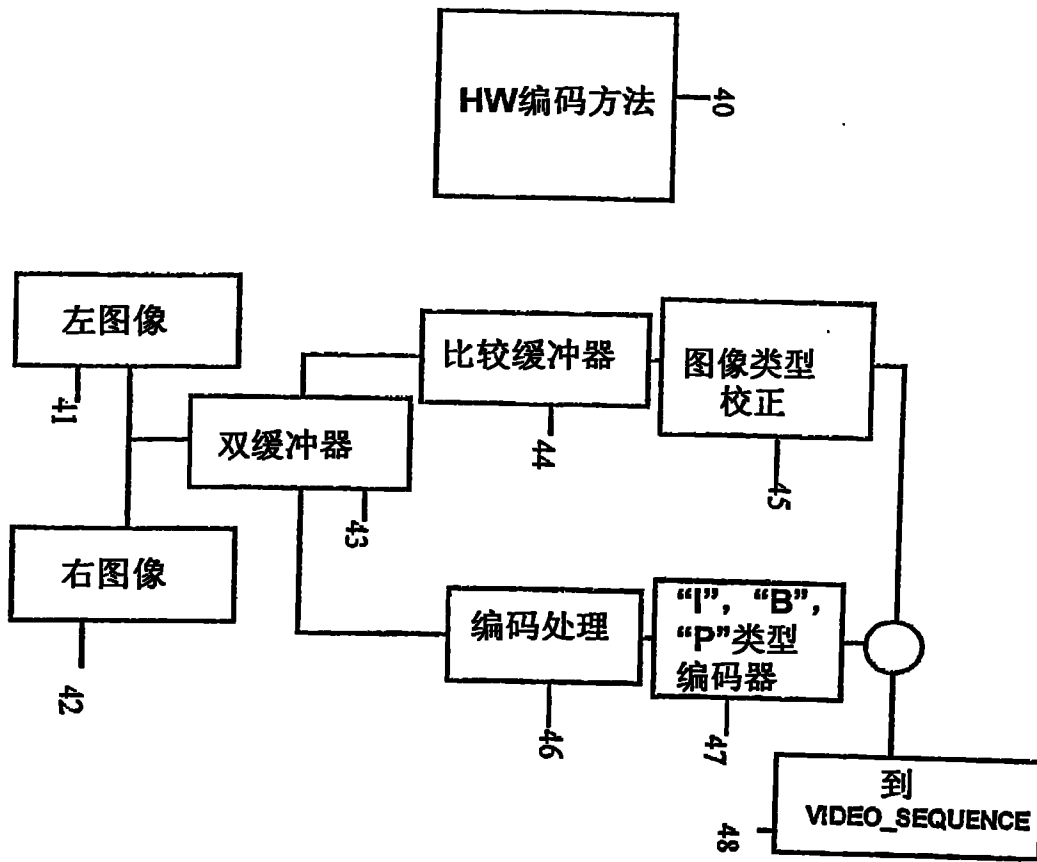 HW编码方法
40
左图像
41
右图像
42
双缓冲器
43
比较缓冲器
44
图像类型
校正
45
编码处理
46
“I”, “B”,
“P”类型
编码器
47
到
VIDEO_SEQUENCE
48